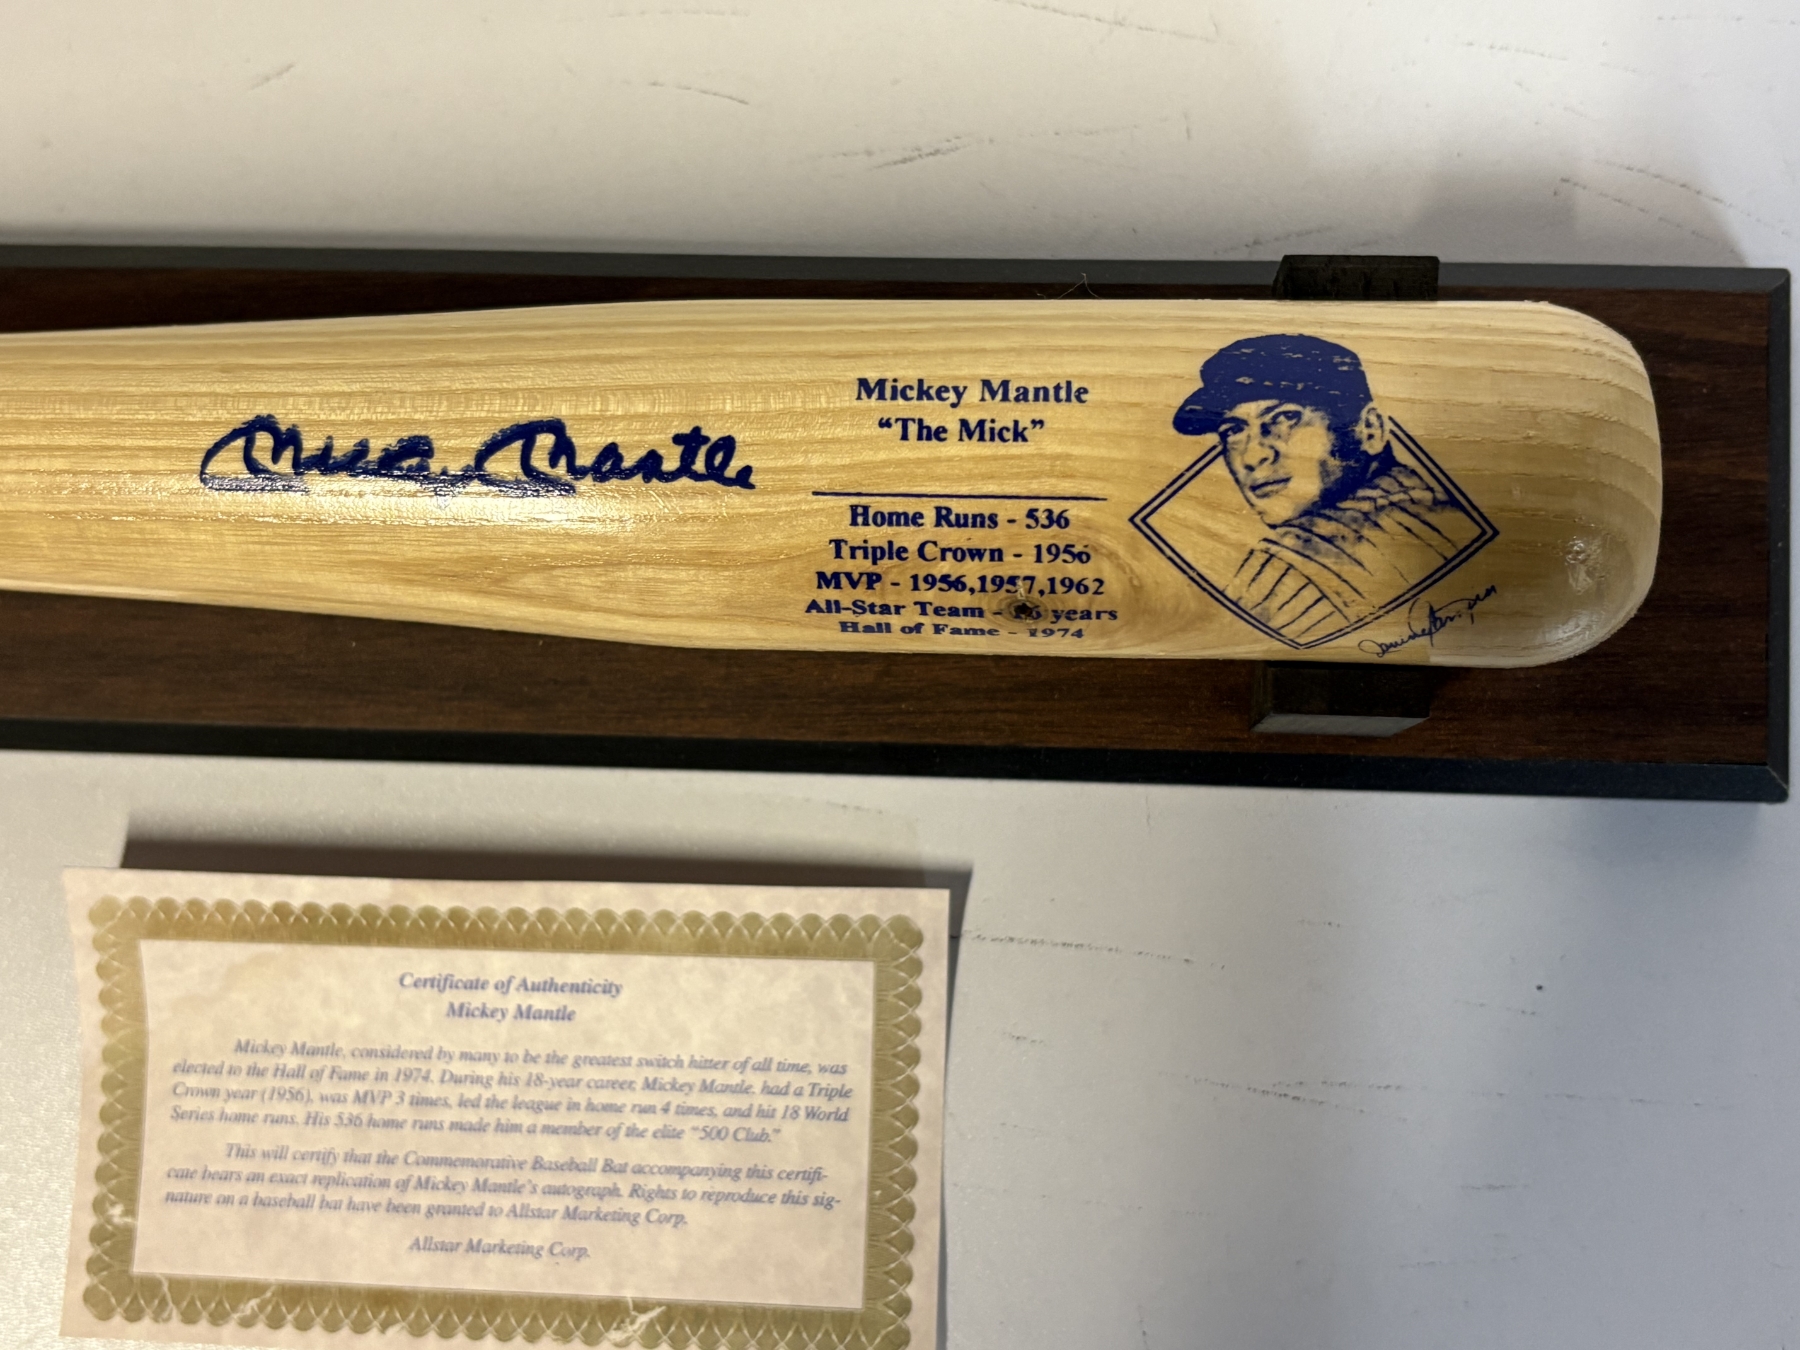 Mickey Mantle
Mickey Mantle
“The Mick”
Home Runs - 536
Triple Crown - 1956
MVP - 1956,1957,1962
All-Star Team - 16 years
Hall of Fame - 1974
Certificate of Authenticity
Mickey Mantle
Mickey Mantle, considered by many to be the greatest switch hitter of all time, was
elected to the Hall of Fame in 1974. During his 18-year career, Mickey Mantle, had a Triple
Crown year (1956), was MVP 3 times, led the league in home run 4 times, and hit 18 World
Series home runs. His 536 home runs made him a member of the elite “500 Club.”
This will certify that the Commemorative Baseball Bat accompanying this certifi-
cate bears an exact replication of Mickey Mantle's autograph. Rights to reproduce this sig-
nature on a baseball bat have been granted to Allstar Marketing Corp.
Allstar Marketing Corp.